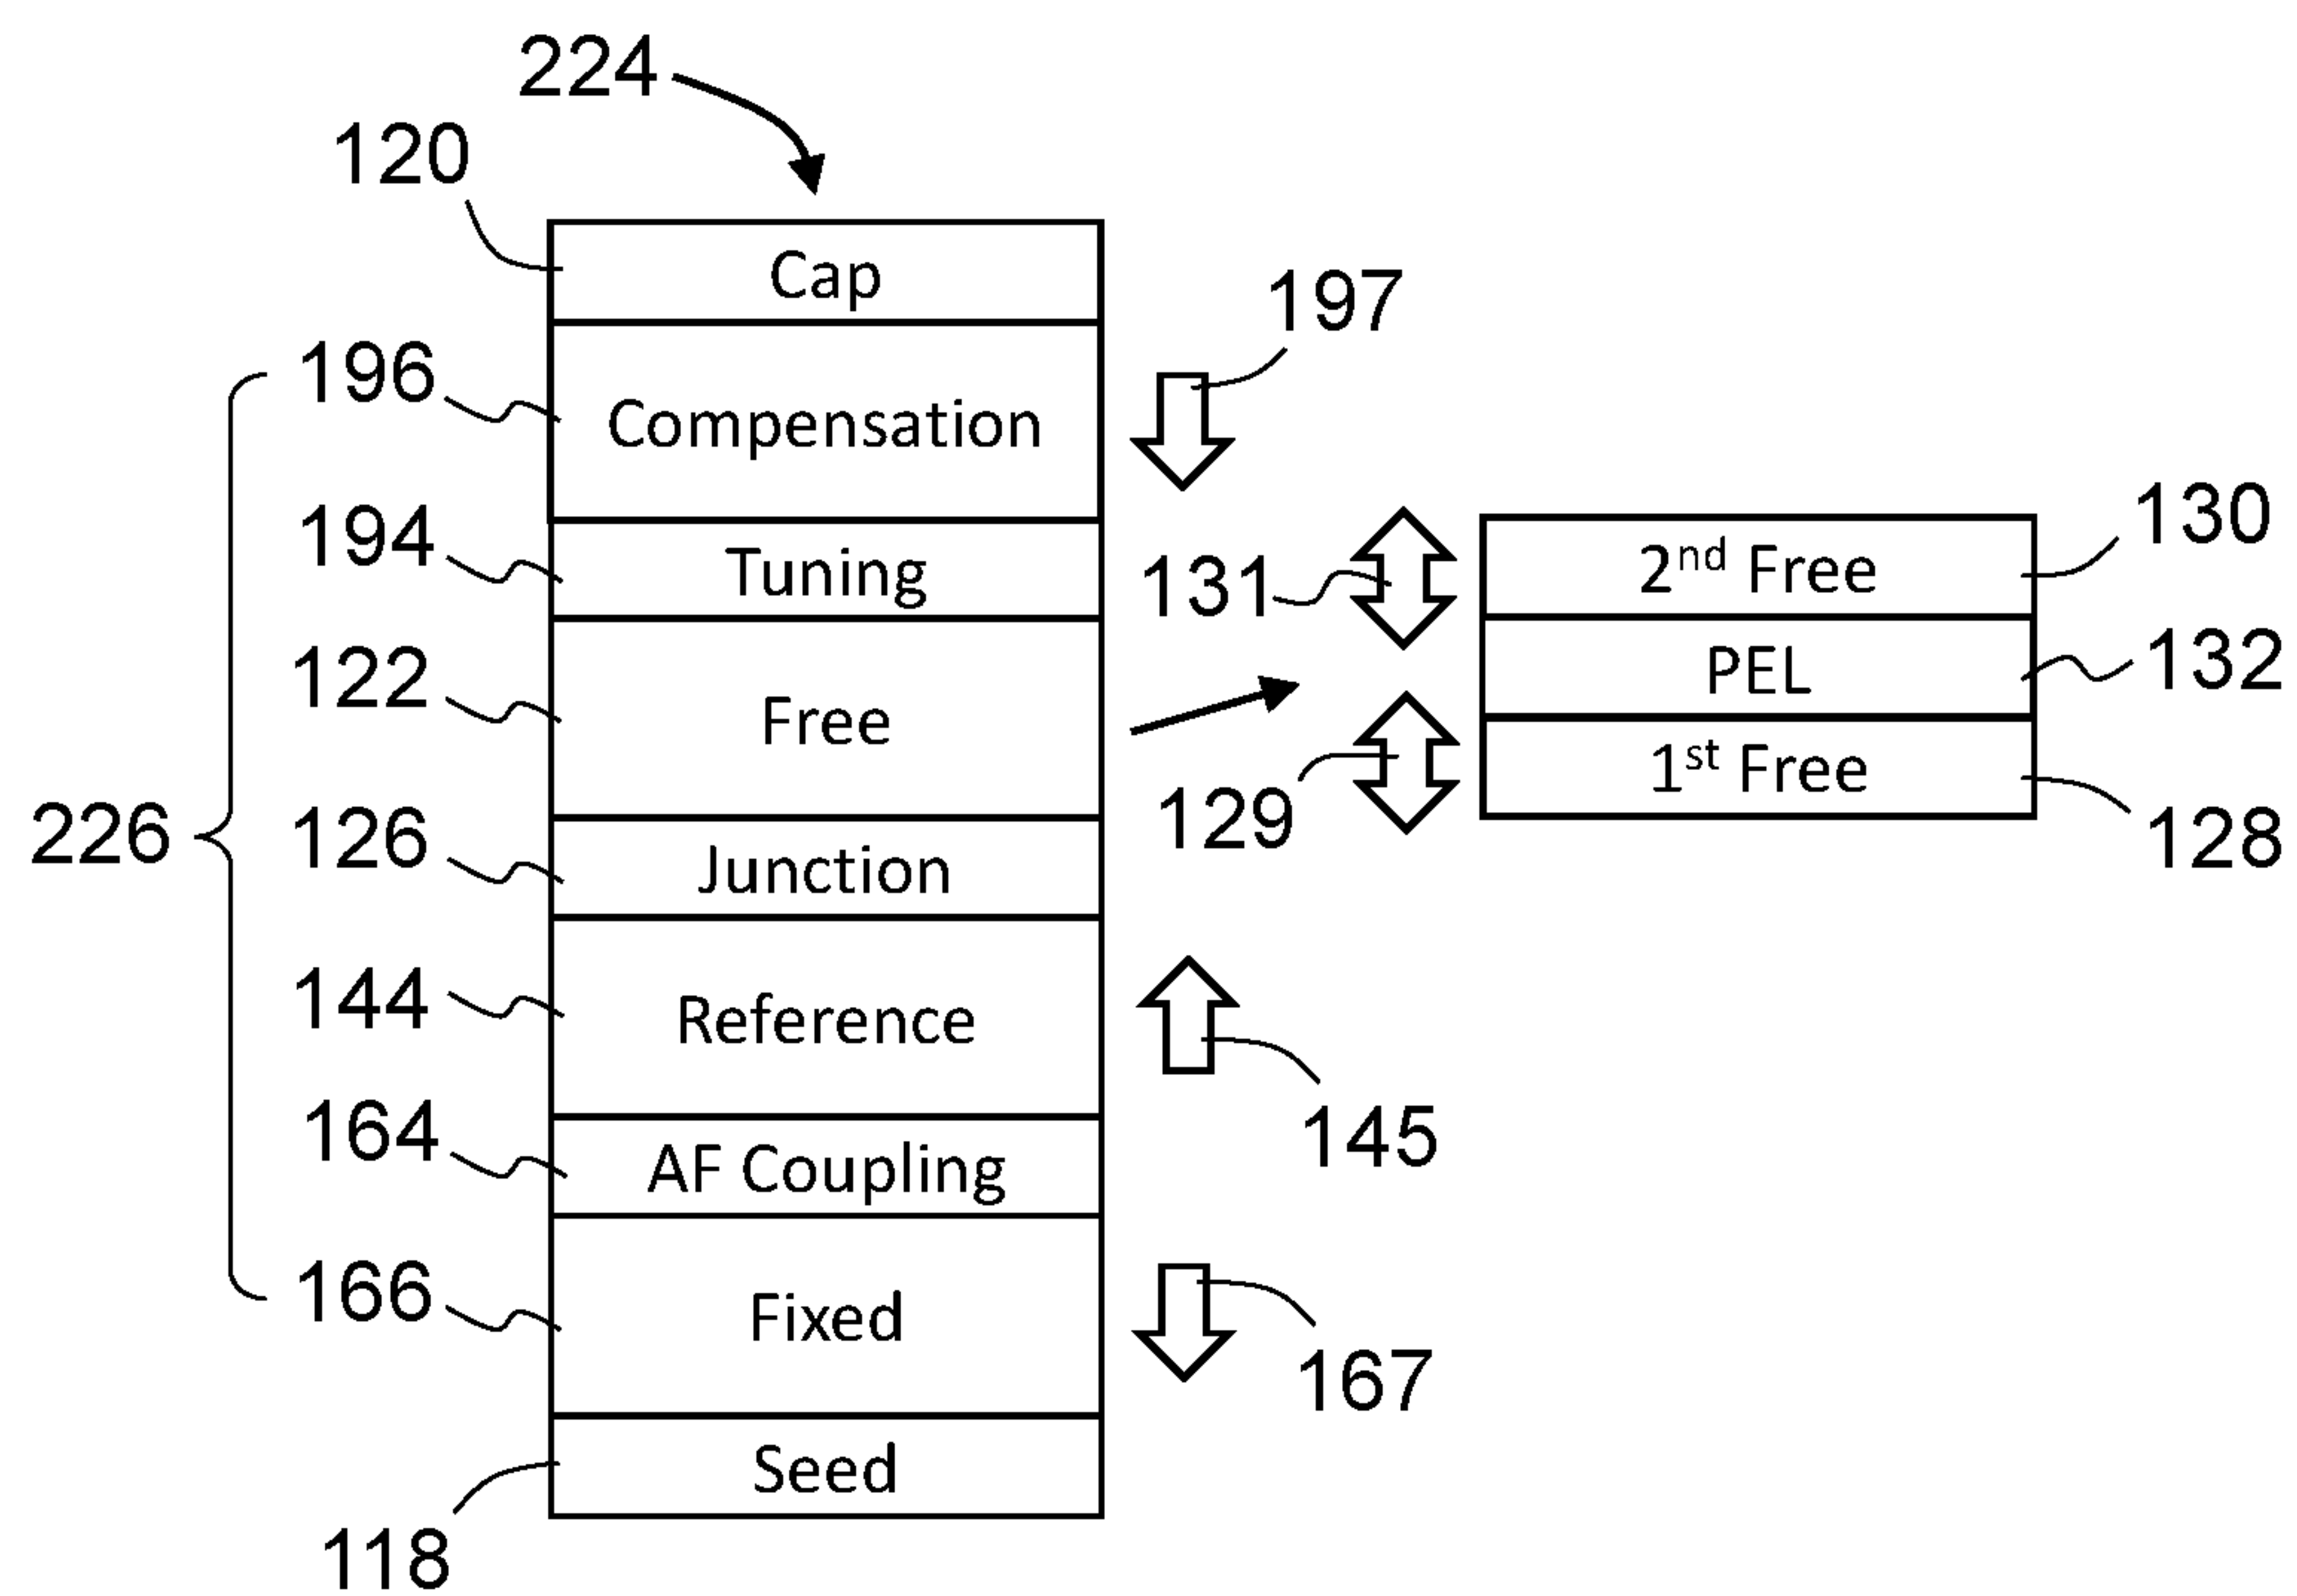 224
120
Cap
197
196
Compensation
194
Tuning
131
2nd Free
130
122
Free
PEL
132
226
126
Junction
129
1st Free
128
144
Reference
145
164
AF Coupling
166
Fixed
167
Seed
118